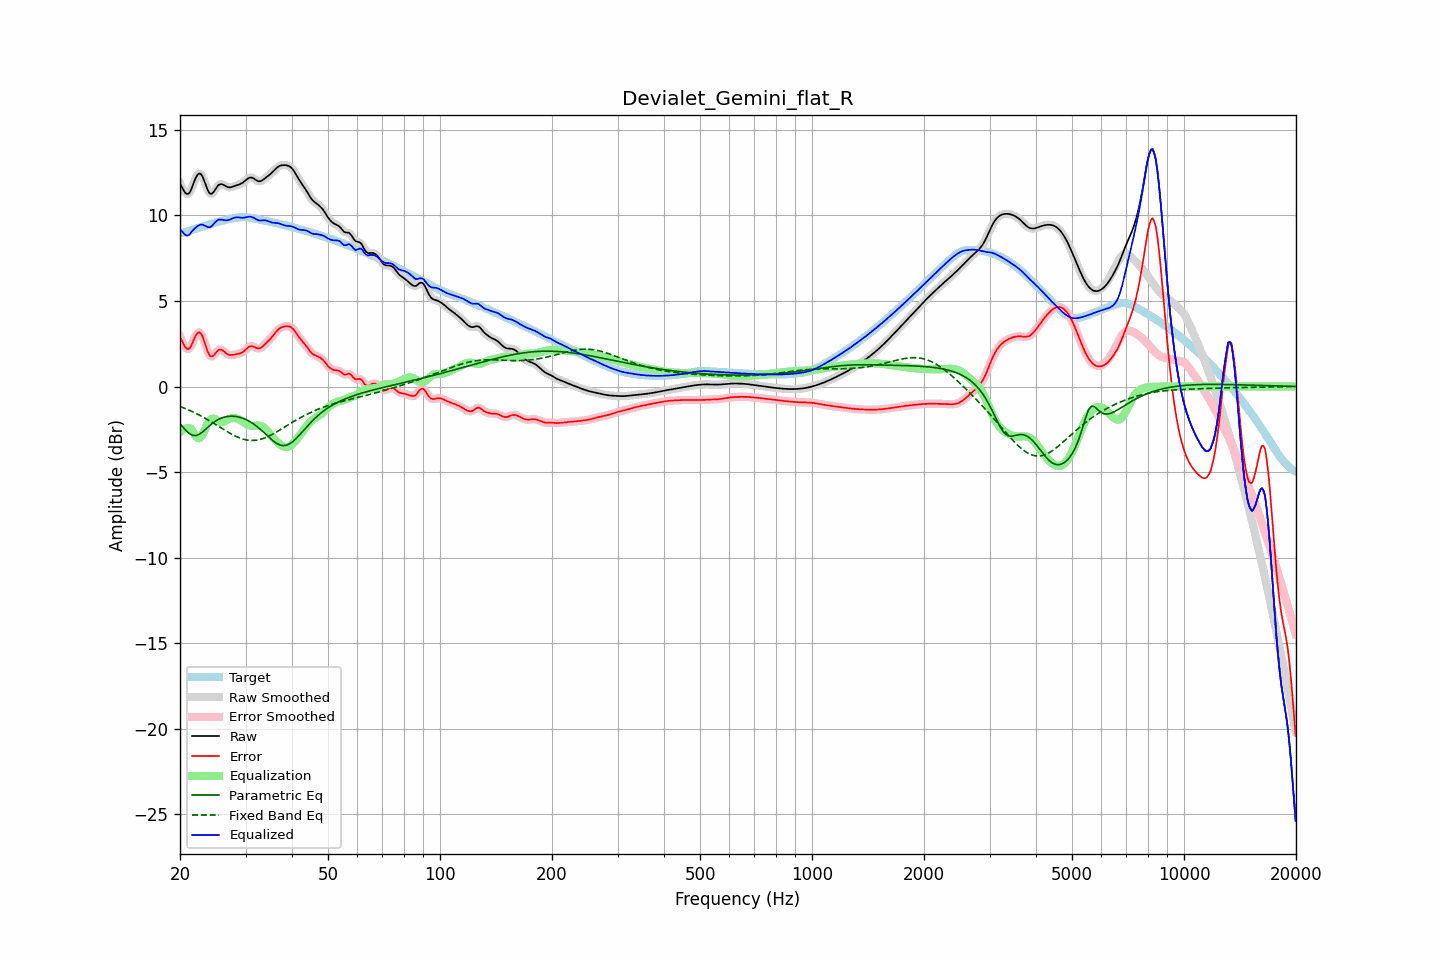 Devialet_Gemini_flat_R
Amplitude (dBr)
15
10
5
0
−5
−10
−15
−20
−25
Target
Raw Smoothed
Error Smoothed
Raw
Error
Equalization
Parametric Eq
Fixed Band Eq
Equalized
20 50 100 200 500 1000 2000 5000 10000 20000
Frequency (Hz)